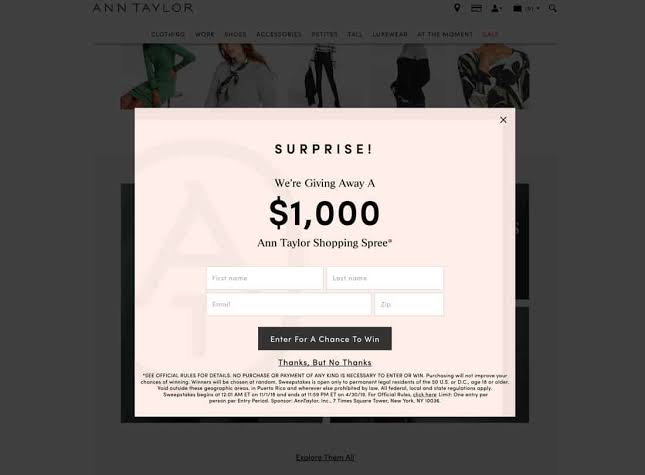 ANN TAYLOR
(0)
CLOTHING WORK SHOES ACCESSORIES PETITES TALL LUXEWEAR AT THE MOMENT SALE
SURPRISE!
We're Giving Away A
$1,000
Ann Taylor Shopping Spree*
First name Last name
Email Zip
Enter For A Chance To Win
Thanks, But No Thanks
*SEE OFFICIAL RULES FOR DETAILS. NO PURCHASE OR PAYMENT OF ANY KIND IS NECESSARY TO ENTER OR WIN. Purchasing will not improve your
chances of winning. Winners will be chosen at random. Sweepstakes is open only to permanent legal residents of the 50 U.S. or D.C., age 18 or older.
Void outside these geographic areas, in Puerto Rico and wherever else prohibited by law. All federal, local and state regulations apply.
Sweepstakes begins at 12:01 AM ET on 11/1/18 and ends at 11:59 PM ET on 4/30/19. For Official Rules, click here. Limit: One entry per
person per Entry Period. Sponsor: AnnTaylor, Inc., 7 Times Square Tower, New York, NY 10036.
Explore Them All